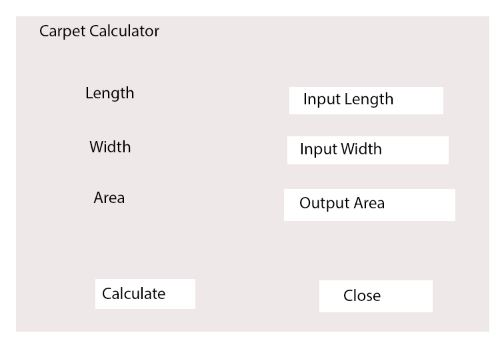 Carpet Calculator
Length Input Length
Width Input Width
Area Output Area
Calculate Close